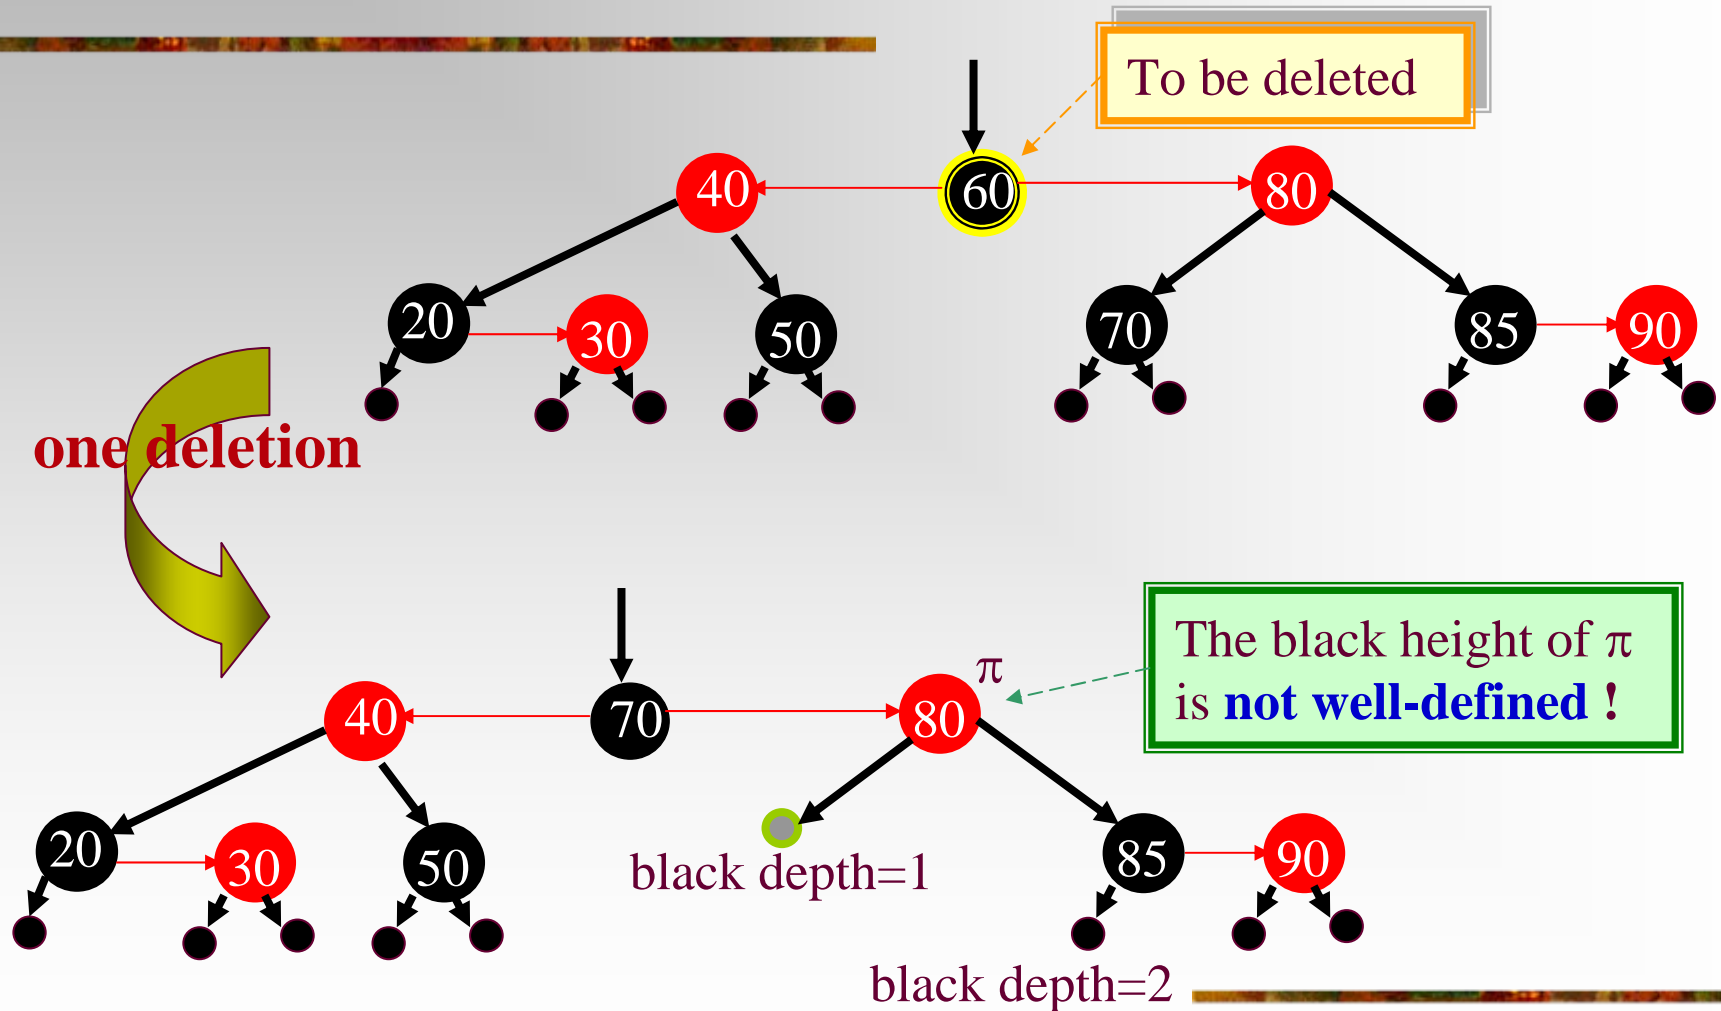 To be deleted
40
60
80
20
30
50
70
85
90
one deletion
The black height of π
is not well-defined !
π
40
70
80
20
30
50
85
90
black depth=1
black depth=2